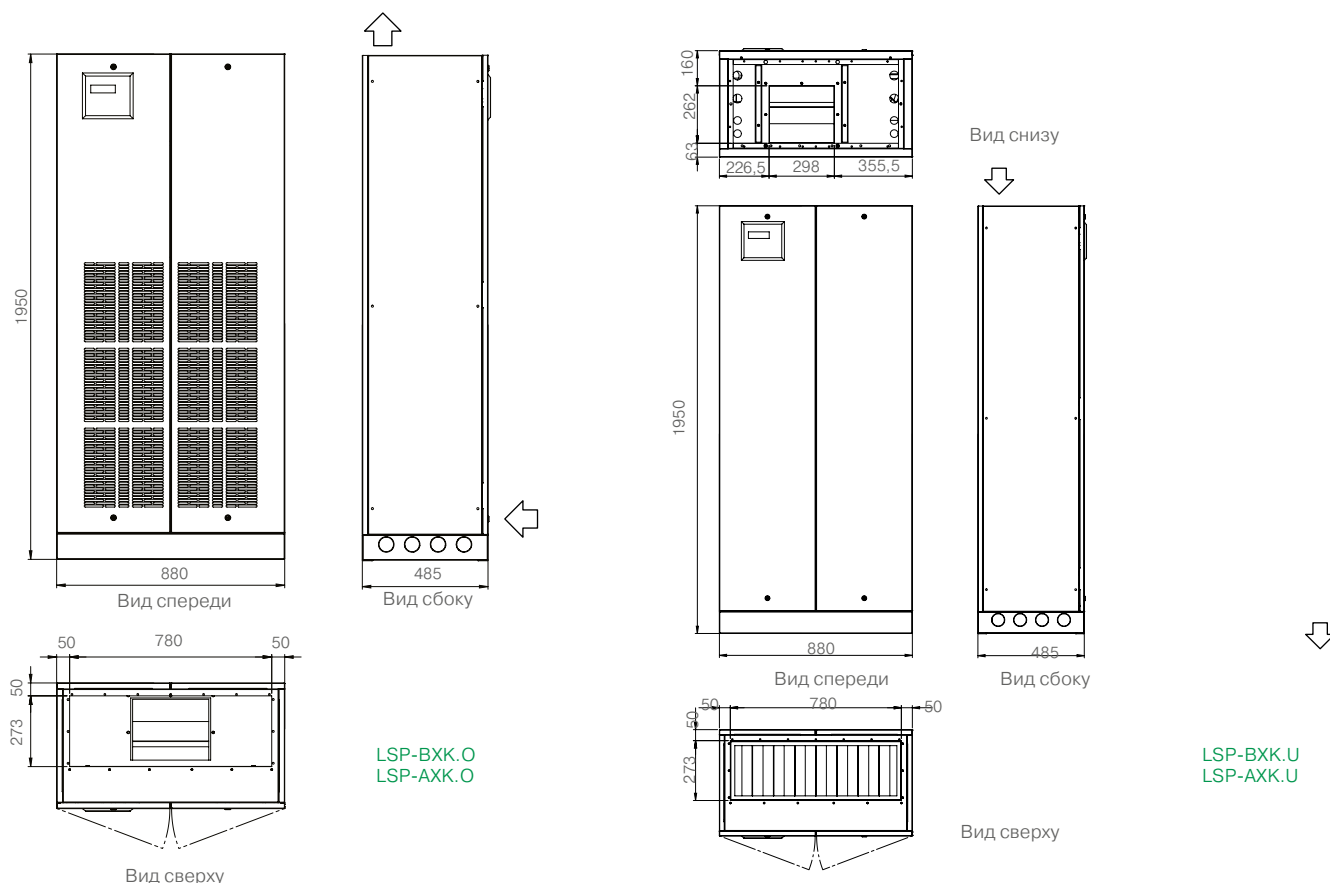 1950
880
Вид спереди
485
Вид сбоку
50
780
50
50
273
Вид сверху
LSP-BXK.O
LSP-AXK.O
160
262
63
226,5
298
355,5
Вид снизу
1950
880
Вид спереди
485
Вид сбоку
50
780
50
50
273
Вид сверху
LSP-BXK.U
LSP-AXK.U